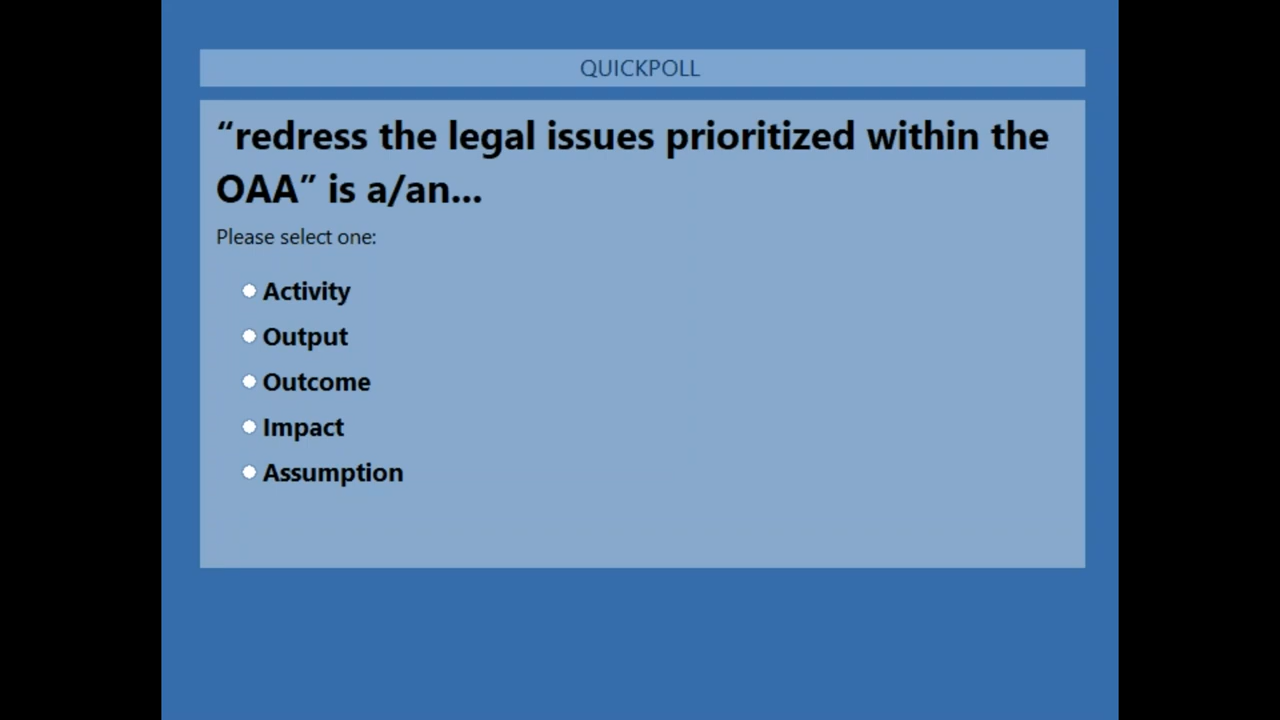 QUICKPOLL
“redress the legal issues prioritized within the
OAA” is a/an...
Please select one:
Activity
Output
Outcome
Impact
Assumption